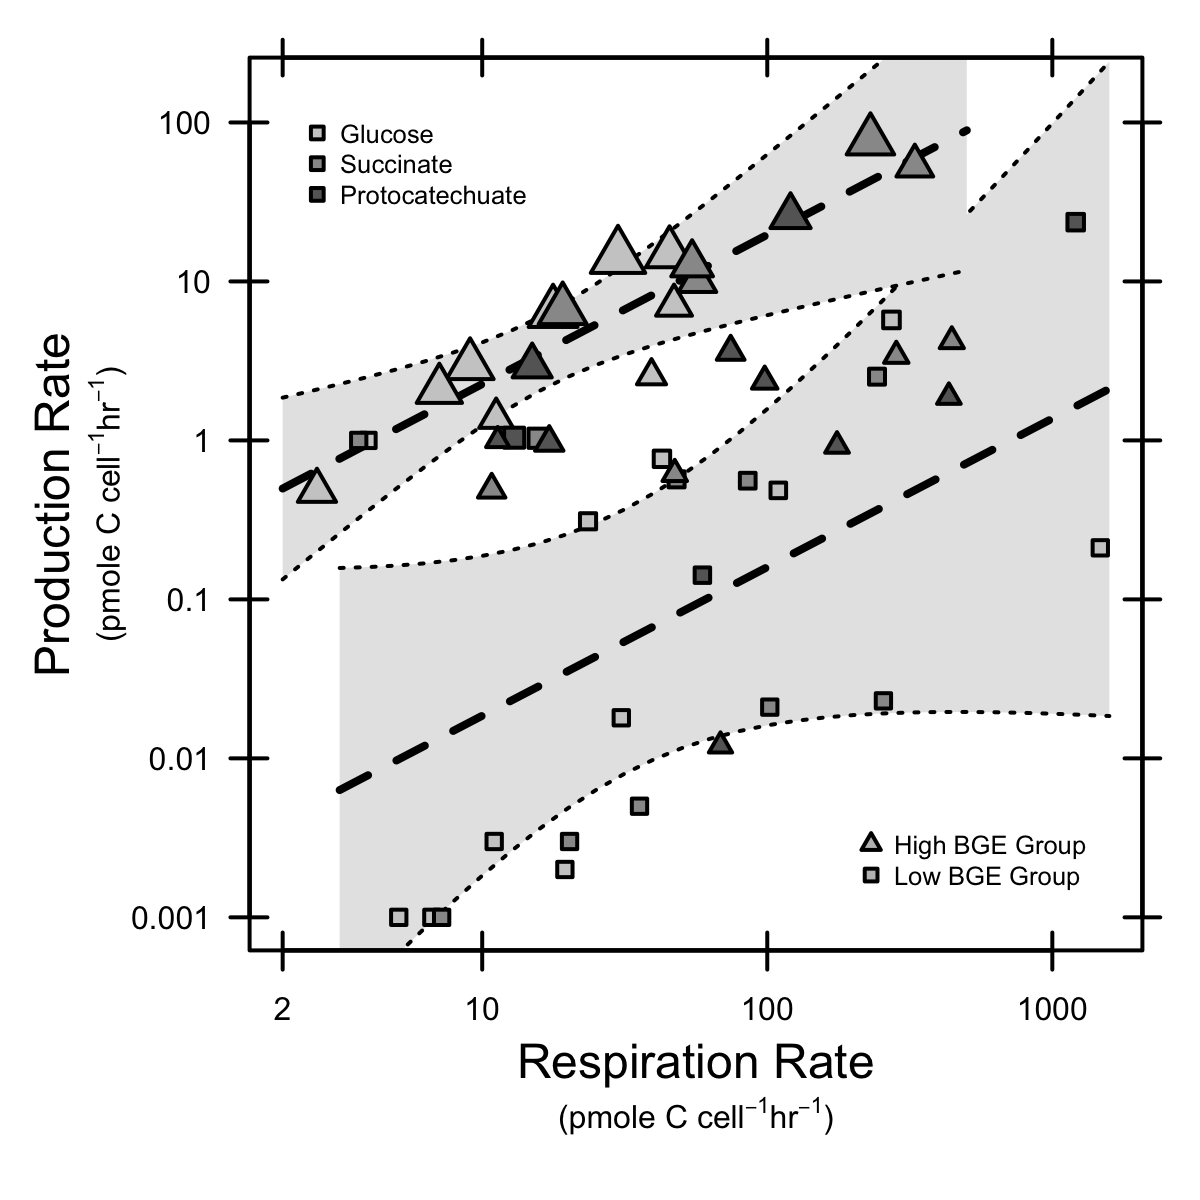 Glucose
Succinate
Protocatechuate
100
10
1
0.1
0.01
0.001
Production Rate
(pmole C cell⁻¹hr⁻¹)
High BGE Group
Low BGE Group
2
10
100
1000
Respiration Rate
(pmole C cell⁻¹hr⁻¹)